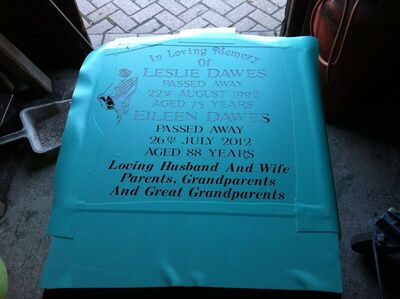 In Loving Memory
Of
LESLIE DAWES
PASSED AWAY
22ND AUGUST 1992
AGED 75 YEARS
EILEEN DAWES
PASSED AWAY
26TH JULY 2012
AGED 88 YEARS
Loving Husband And Wife
Parents, Grandparents
And Great Grandparents